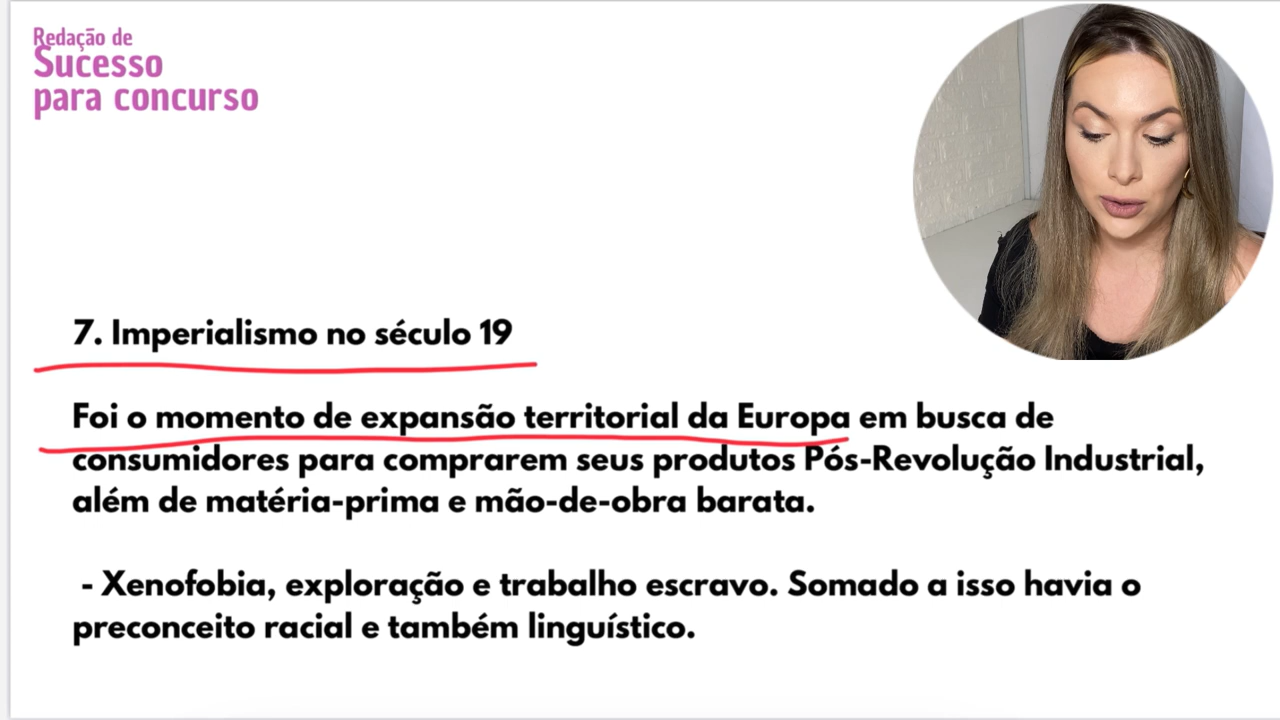 Redação de
Sucesso
para concurso
7. Imperialismo no século 19
Foi o momento de expansão territorial da Europa em busca de
consumidores para comprarem seus produtos Pós-Revolução Industrial,
além de matéria-prima e mão-de-obra barata.
- Xenofobia, exploração e trabalho escravo. Somado a isso havia o
preconceito racial e também linguístico.